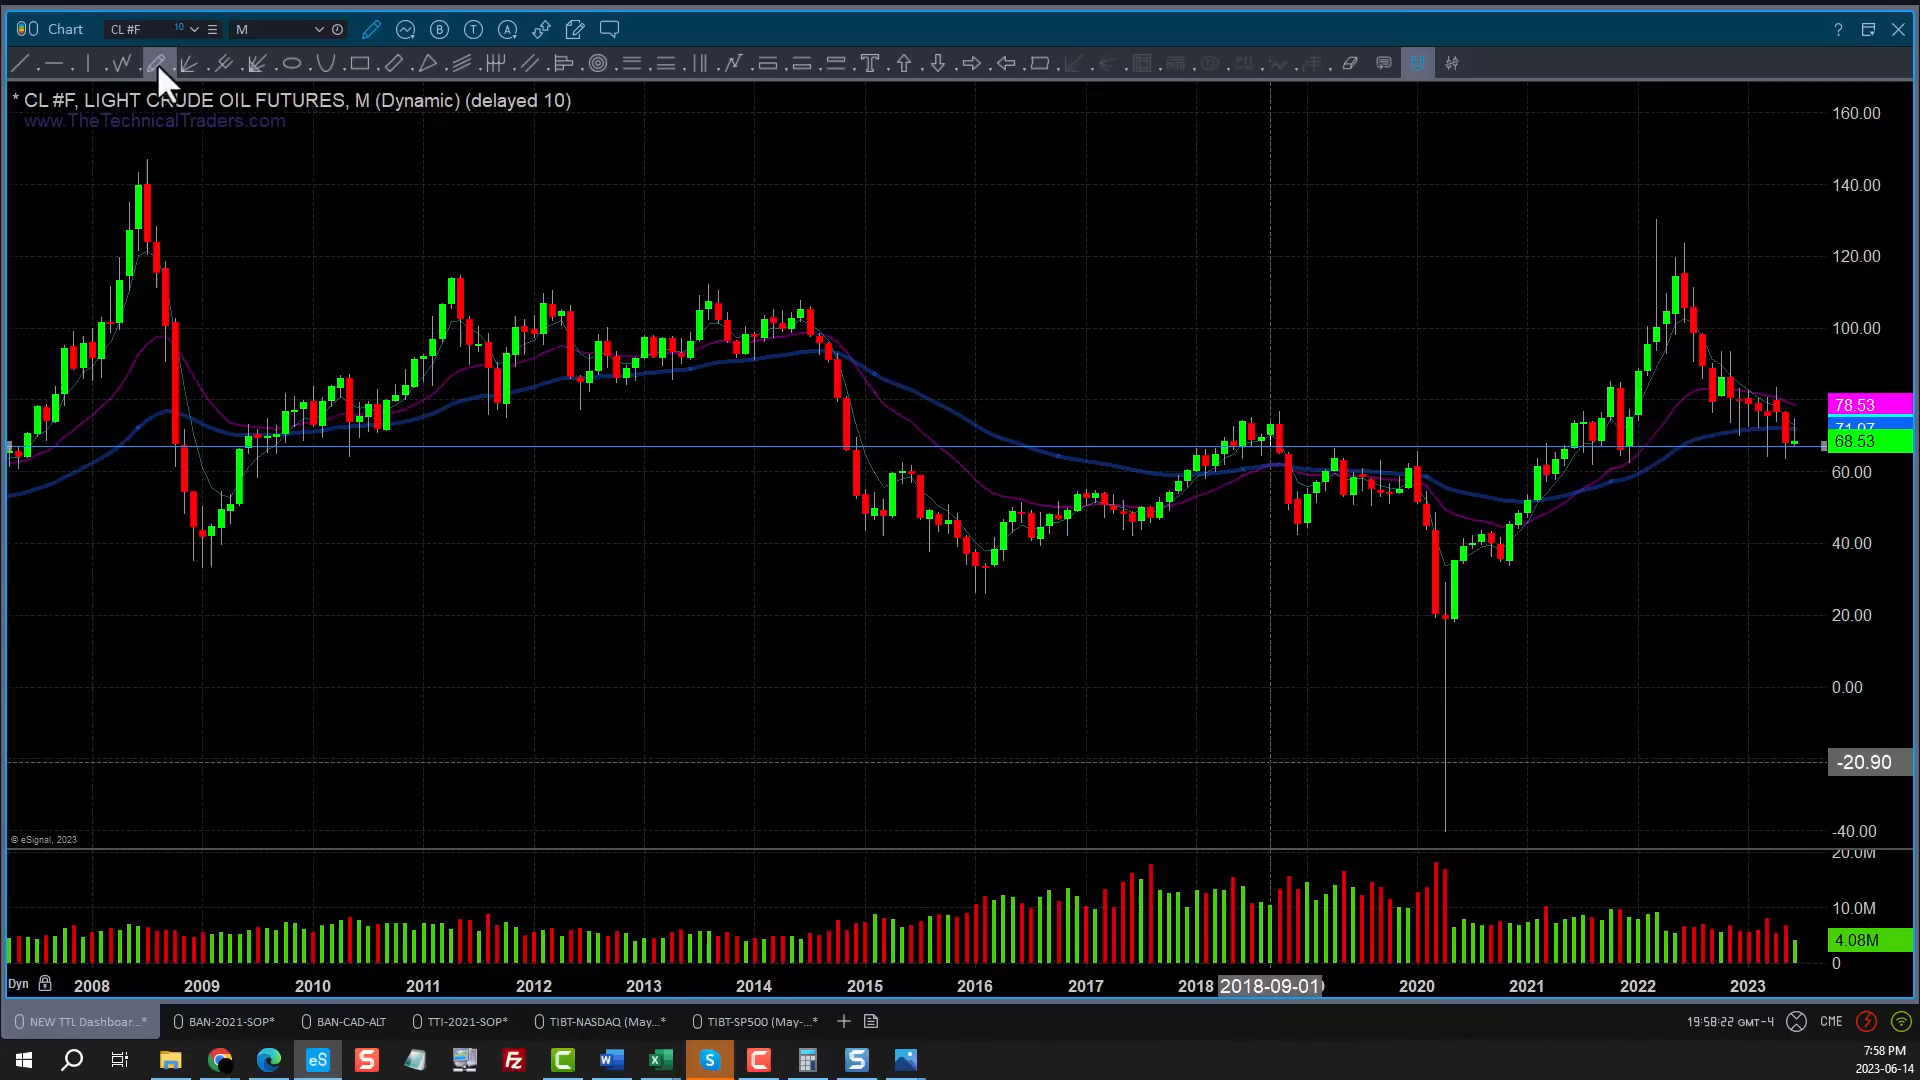 Chart CL #F 10 M
* CL #F, LIGHT CRUDE OIL FUTURES, M (Dynamic) (delayed 10)
www.TheTechnicalTraders.com
160.00
140.00
120.00
100.00
78.53
71.07
68.53
60.00
40.00
20.00
0.00
-20.90
-40.00
© eSignal, 2023
20.0M
10.0M
4.08M
0
Dyn 2008 2009 2010 2011 2012 2013 2014 2015 2016 2017 2018 2018-09-01 2020 2021 2022 2023
NEW TTL Dashboar...* BAN-2021-SOP* BAN-CAD-ALT TTI-2021-SOP* TIBT-NASDAQ (May...* TIBT-SP500 (May-...* 19:58:22 GMT-4 CME
7:58 PM
2023-06-14